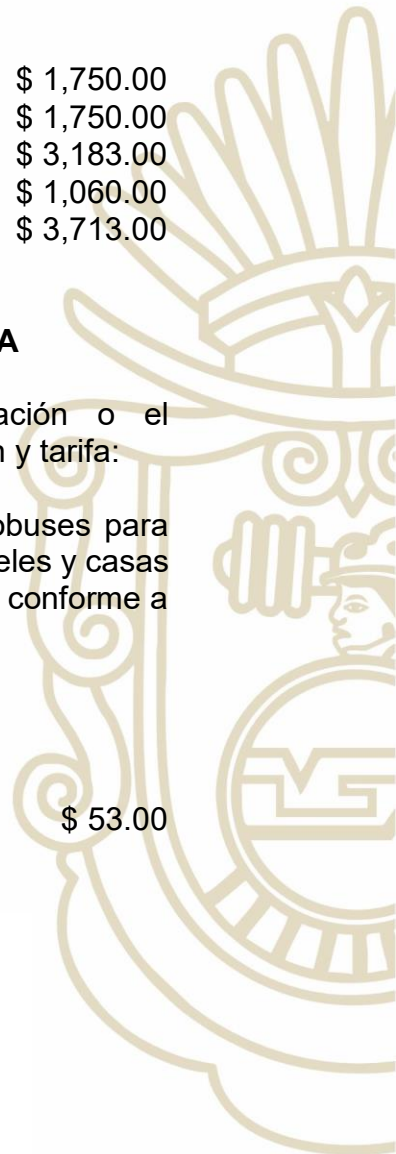 $ 1,750.00
$ 1,750.00
$ 3,183.00
$ 1,060.00
$ 3,713.00
A
ación o el
n y tarifa:
obuses para
eles y casas
conforme a
$ 53.00